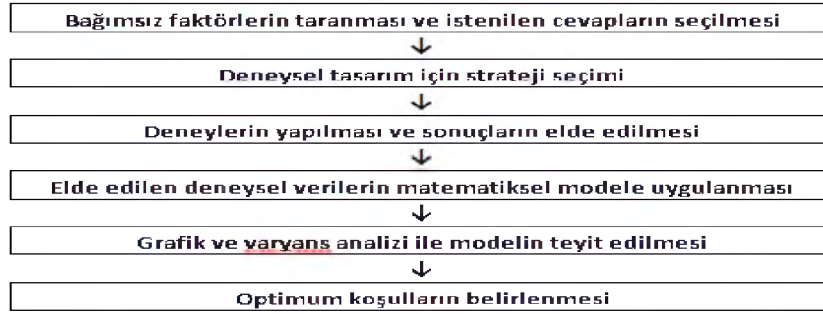 Bağımsız faktörlerin taranması ve istenilen cevapların seçilmesi
Deneysel tasarım için strateji seçimi
Deneylerin yapılması ve sonuçların elde edilmesi
Elde edilen deneysel verilerin matematiksel modele uygulanması
Grafik ve varyans analizi ile modelin teyit edilmesi
Optimum koşulların belirlenmesi